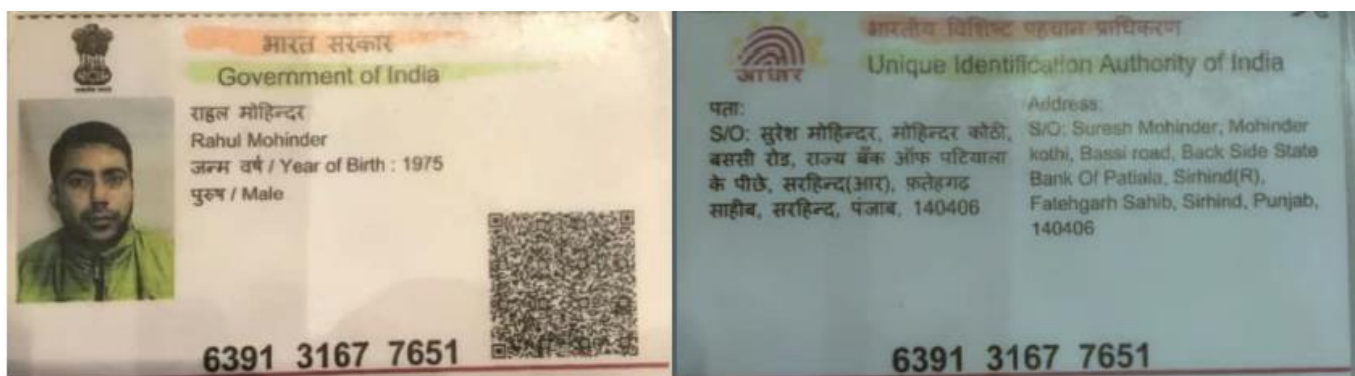 भारत सरकार
Government of India
राहुल मोहिन्दर
Rahul Mohinder
जन्म वर्ष / Year of Birth : 1975
पुरुष / Male
6391 3167 7651
भारतीय विशिष्ट पहचान प्राधिकरण
आधार
Unique Identification Authority of India
पता:
S/O: सुरेश मोहिन्दर, मोहिन्दर कोठी,
बससी रोड, राज्य बैंक ऑफ पटियाला
के पीछे, सरहिन्द(आर), फ़तेहगढ़
साहीब, सरहिन्द, पंजाब, 140406
Address:
S/O: Suresh Mohinder, Mohinder
kothi, Bassi road, Back Side State
Bank Of Patiala, Sirhind(R),
Fatehgarh Sahib, Sirhind, Punjab,
140406
6391 3167 7651